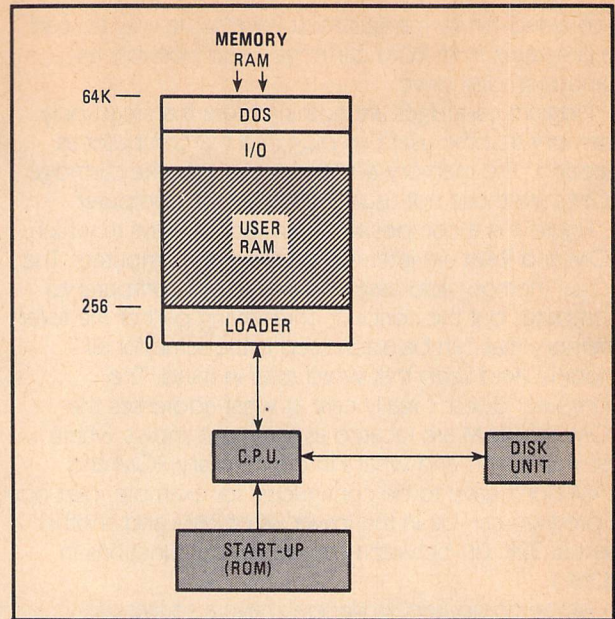 MEMORY
RAM
64K
DOS
I/O
USER
RAM
256
LOADER
0
C.P.U.
DISK
UNIT
START-UP
(ROM)